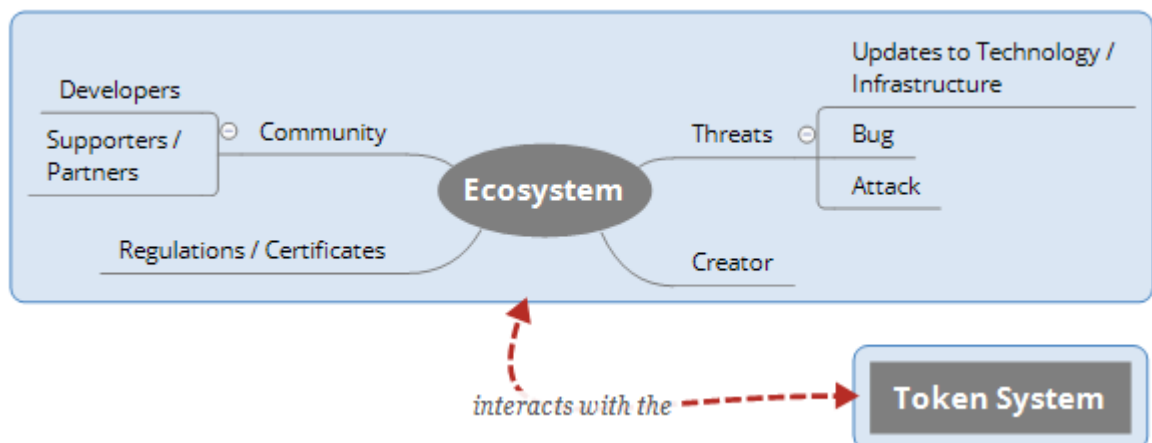 Developers
Supporters /
Partners
Community
Regulations / Certificates
Ecosystem
Threats
Updates to Technology /
Infrastructure
Bug
Attack
Creator
interacts with the
Token System